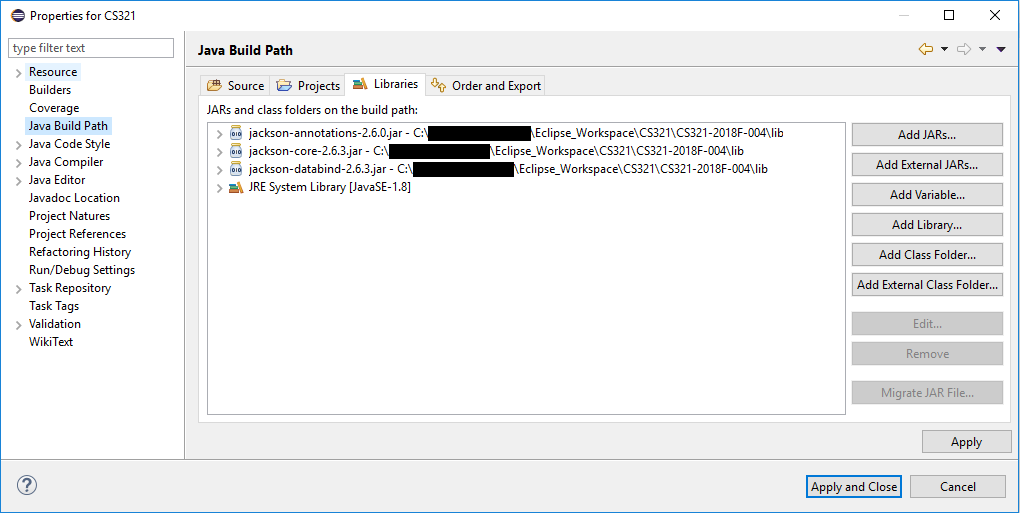 Properties for CS321
type filter text
Resource
Builders
Coverage
Java Build Path
Java Code Style
Java Compiler
Java Editor
Javadoc Location
Project Natures
Project References
Refactoring History
Run/Debug Settings
Task Repository
Task Tags
Validation
WikiText
Java Build Path
Source Projects Libraries Order and Export
JARs and class folders on the build path:
jackson-annotations-2.6.0.jar - C:\ \Eclipse_Workspace\CS321\CS321-2018F-004\lib
jackson-core-2.6.3.jar - C:\ \Eclipse_Workspace\CS321\CS321-2018F-004\lib
jackson-databind-2.6.3.jar - C:\ \Eclipse_Workspace\CS321\CS321-2018F-004\lib
JRE System Library [JavaSE-1.8]
Add JARs...
Add External JARs...
Add Variable...
Add Library...
Add Class Folder...
Add External Class Folder...
Edit...
Remove
Migrate JAR File...
Apply
?
Apply and Close Cancel